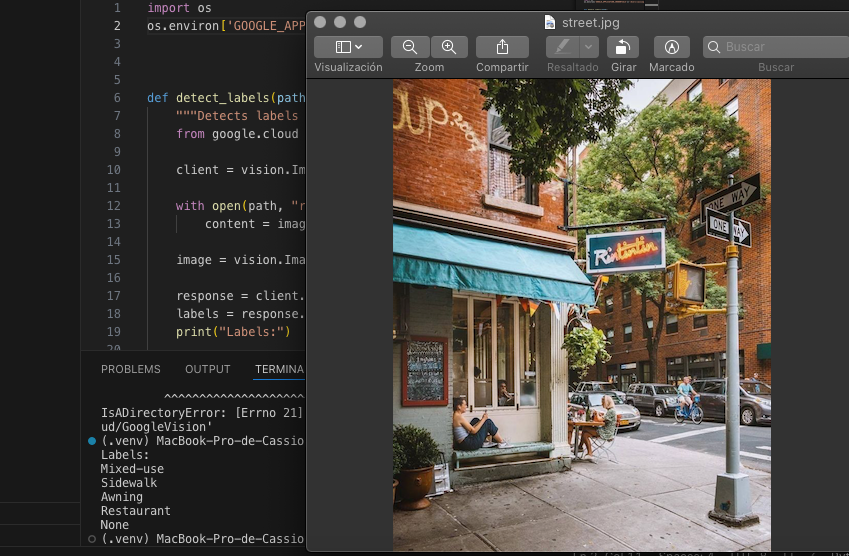 1 import os
2 os.environ['GOOGLE_APP
3
4
5
6 def detect_labels(path
7 """Detects labels
8 from google.cloud
9
10 client = vision.Im
11
12 with open(path, "r
13 content = imag
14
15 image = vision.Ima
16
17 response = client.
18 labels = response.
19 print("Labels:")
20
PROBLEMS OUTPUT TERMINA
^^^^^^^^^^^^^^^^^^^^
IsADirectoryError: [Errno 21]
ud/GoogleVision'
(.venv) MacBook-Pro-de-Cassio
Labels:
Mixed-use
Sidewalk
Awning
Restaurant
None
(.venv) MacBook-Pro-de-Cassio
street.jpg
Visualización Zoom Compartir Resaltado Girar Marcado Buscar
Buscar
UP.
ONE WAY
ONE WAY
Rintintin